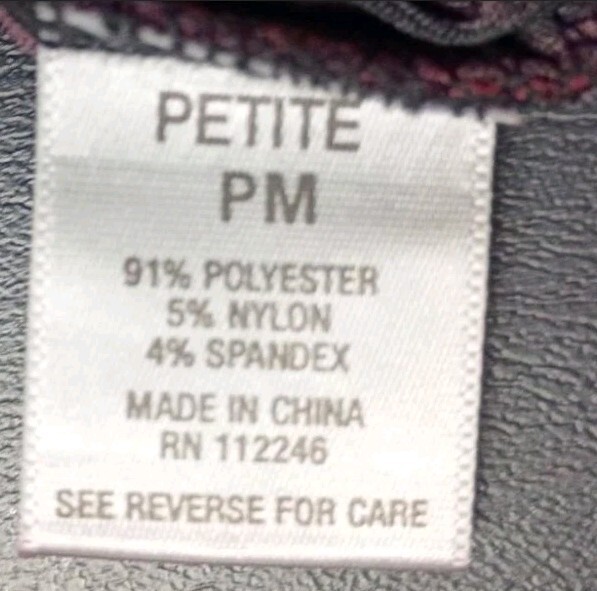 PETITE
PM
91% POLYESTER
5% NYLON
4% SPANDEX
MADE IN CHINA
RN 112246
SEE REVERSE FOR CARE